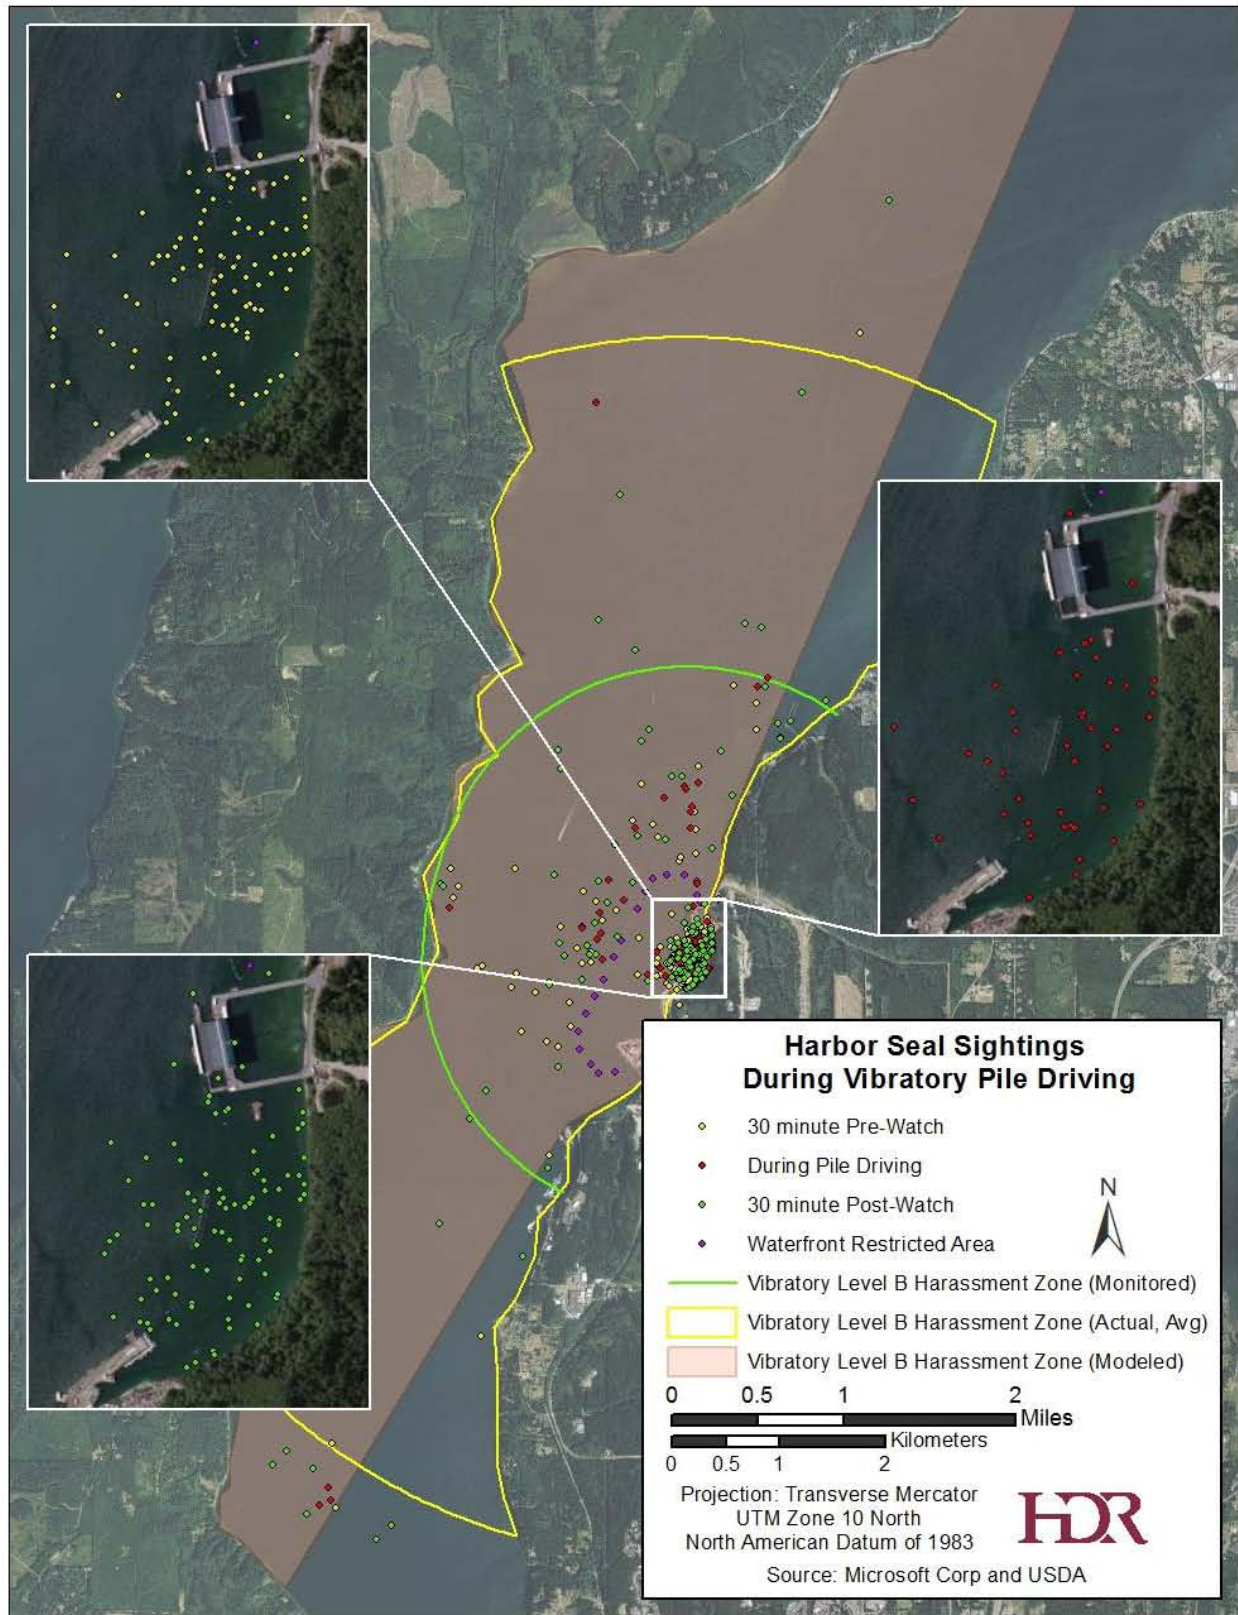 Harbor Seal Sightings
During Vibratory Pile Driving
30 minute Pre-Watch
During Pile Driving
30 minute Post-Watch
N
Waterfront Restricted Area
Vibratory Level B Harassment Zone (Monitored)
Vibratory Level B Harassment Zone (Actual, Avg)
Vibratory Level B Harassment Zone (Modeled)
0 0.5 1 2
Miles
Kilometers
0 0.5 1 2
Projection: Transverse Mercator
UTM Zone 10 North
North American Datum of 1983
HDR
Source: Microsoft Corp and USDA